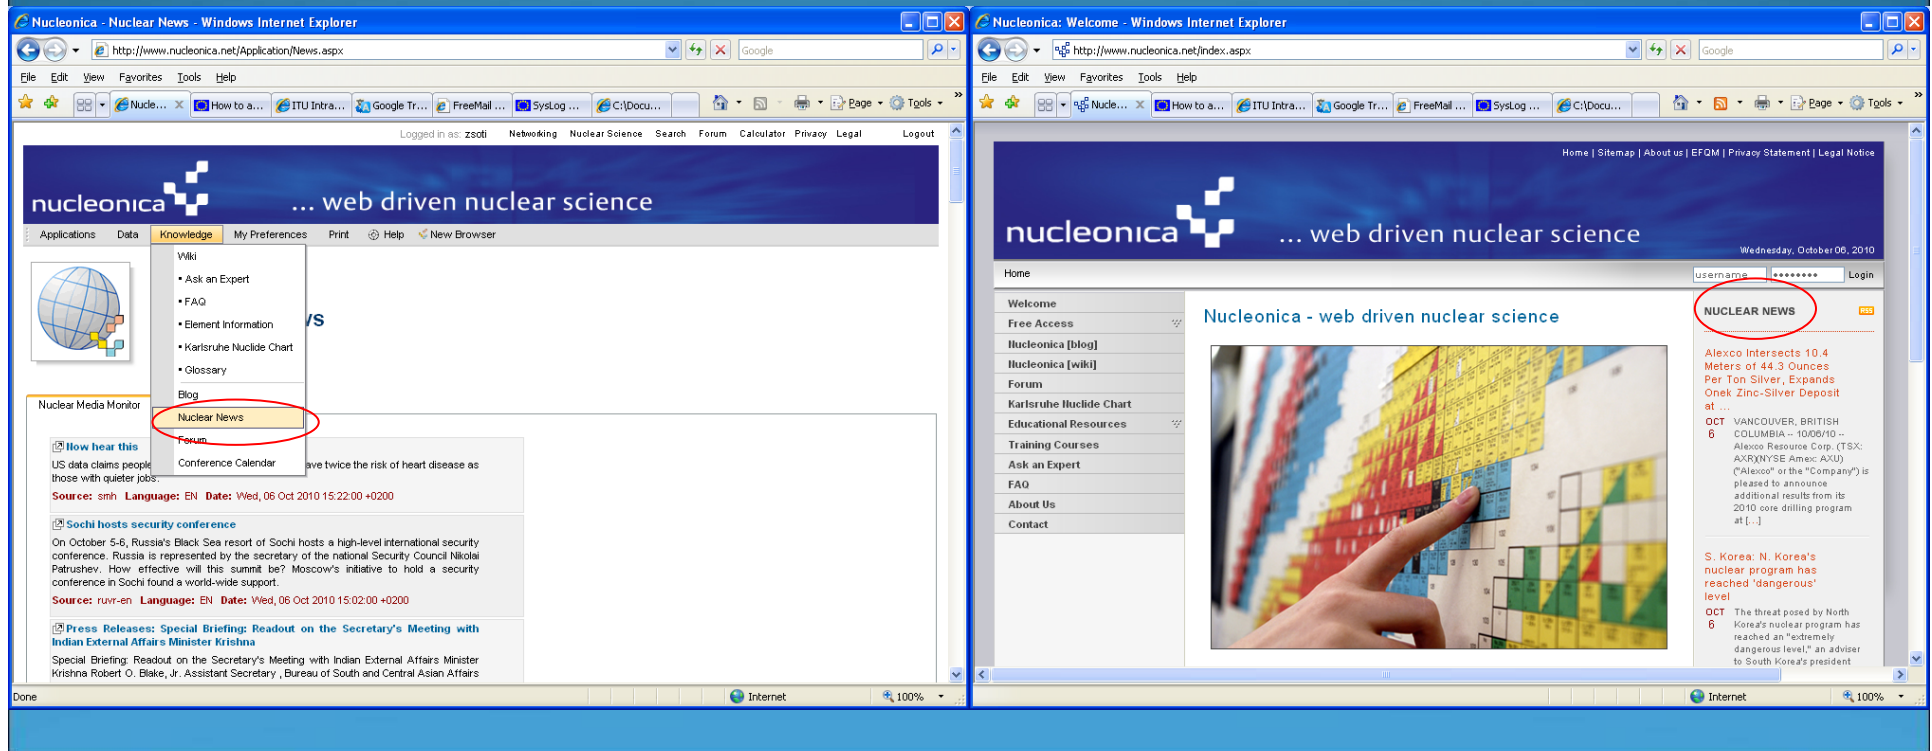 Nucleonica - Nuclear News - Windows Internet Explorer
http://www.nucleonica.net/Application/News.aspx
Google
File Edit View Favorites Tools Help
Nucle... How to a... ITU Intra... Google Tr... FreeMail ... SysLog ... C:\Docu... Page Tools »
Logged in as: zsoti Networking Nuclear Science Search Forum Calculator Privacy Legal Logout
nucleonica ... web driven nuclear science
Applications Data Knowledge My Preferences Print Help New Browser
Wiki
▪ Ask an Expert
▪ FAQ
▪ Element Information
▪ Karlsruhe Nuclide Chart
▪ Glossary
Blog
Nuclear News
Forum
Conference Calendar
Nuclear Media Monitor
Now hear this
US data claims people
ave twice the risk of heart disease as
those with quieter jobs.
Source: smh Language: EN Date: Wed, 06 Oct 2010 15:22:00 +0200
Sochi hosts security conference
On October 5-6, Russia's Black Sea resort of Sochi hosts a high-level international security
conference. Russia is represented by the secretary of the national Security Council Nikolai
Patrushev. How effective will this summit be? Moscow's initiative to hold a security
conference in Sochi found a world-wide support.
Source: ruvr-en Language: EN Date: Wed, 06 Oct 2010 15:02:00 +0200
Press Releases: Special Briefing: Readout on the Secretary's Meeting with
Indian External Affairs Minister Krishna
Special Briefing: Readout on the Secretary's Meeting with Indian External Affairs Minister
Krishna Robert O. Blake, Jr. Assistant Secretary , Bureau of South and Central Asian Affairs
Done Internet 100%
Nucleonica: Welcome - Windows Internet Explorer
http://www.nucleonica.net/index.aspx
Google
File Edit View Favorites Tools Help
Nucle... How to a... ITU Intra... Google Tr... FreeMail ... SysLog ... C:\Docu... Page Tools »
Home | Sitemap | About us | EFQM | Privacy Statement | Legal Notice
nucleonica ... web driven nuclear science
Wednesday, October 06, 2010
Home
username •••••••• Login
Welcome
Free Access
Nucleonica [blog]
Nucleonica [wiki]
Forum
Karlsruhe Nuclide Chart
Educational Resources
Training Courses
Ask an Expert
FAQ
About Us
Contact
Nucleonica - web driven nuclear science
NUCLEAR NEWS RSS
Alexco Intersects 10.4
Meters of 44.3 Ounces
Per Ton Silver, Expands
Onek Zinc-Silver Deposit
at ...
OCT 6
VANCOUVER, BRITISH
COLUMBIA -- 10/06/10 --
Alexco Resource Corp. (TSX:
AXR)(NYSE Amex: AXU)
("Alexco" or the "Company") is
pleased to announce
additional results from its
2010 core drilling program
at [...]
S. Korea: N. Korea's
nuclear program has
reached 'dangerous'
level
OCT 6
The threat posed by North
Korea's nuclear program has
reached an "extremely
dangerous level," an adviser
to South Korea's president
Internet 100%